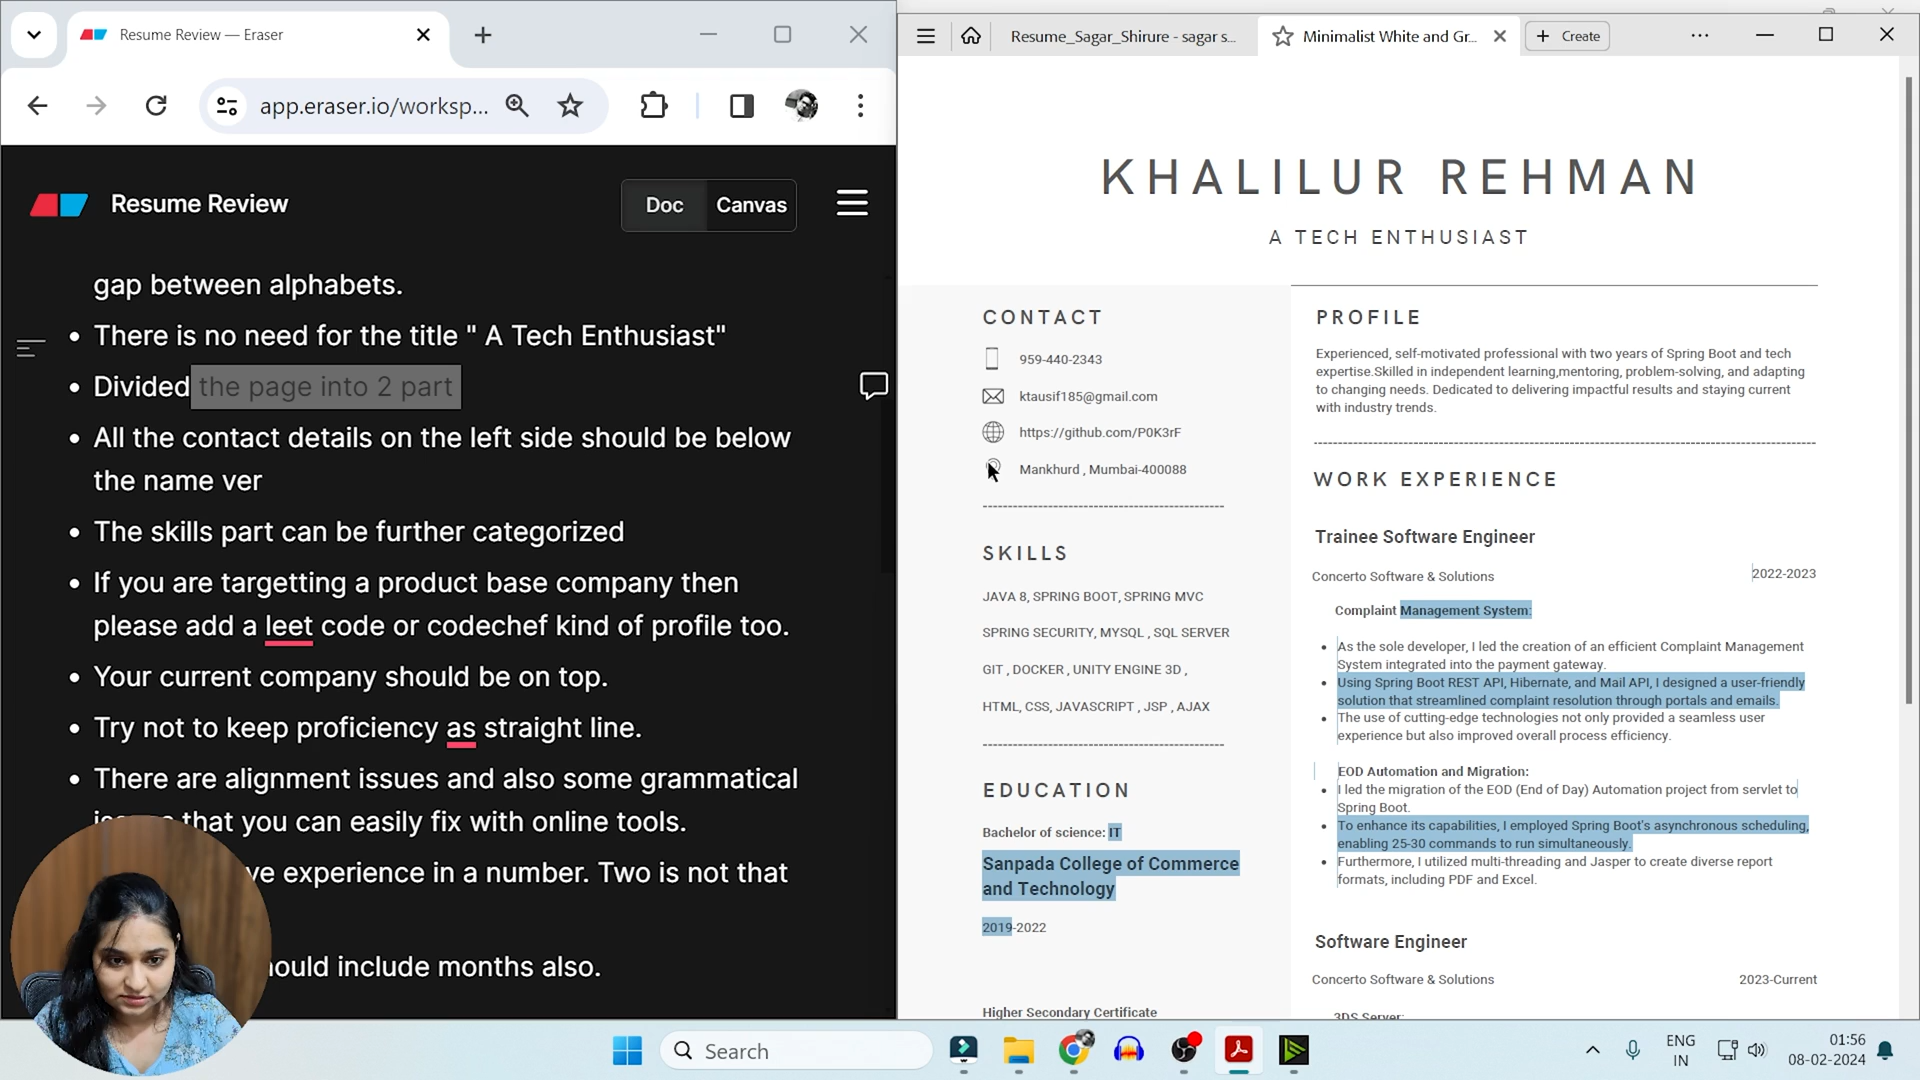 Resume Review — Eraser
app.eraser.io/worksp...
Resume Review
Doc
Canvas
gap between alphabets.
There is no need for the title " A Tech Enthusiast"
Divided the page into 2 part
All the contact details on the left side should be below
the name ver
The skills part can be further categorized
If you are targetting a product base company then
please add a leet code or codechef kind of profile too.
Your current company should be on top.
Try not to keep proficiency as straight line.
There are alignment issues and also some grammatical
that you can easily fix with online tools.
experience in a number. Two is not that
should include months also.
Resume_Sagar_Shirure - sagar s...
Minimalist White and Gr...
Create
KHALILUR REHMAN
A TECH ENTHUSIAST
CONTACT
959-440-2343
ktausif185@gmail.com
https://github.com/P0K3rF
Mankhurd , Mumbai-400088
SKILLS
JAVA 8, SPRING BOOT, SPRING MVC
SPRING SECURITY, MYSQL , SQL SERVER
GIT , DOCKER , UNITY ENGINE 3D ,
HTML, CSS, JAVASCRIPT , JSP , AJAX
EDUCATION
Bachelor of science: IT
Sanpada College of Commerce
and Technology
2019-2022
Higher Secondary Certificate
PROFILE
Experienced, self-motivated professional with two years of Spring Boot and tech
expertise.Skilled in independent learning,mentoring, problem-solving, and adapting
to changing needs. Dedicated to delivering impactful results and staying current
with industry trends.
WORK EXPERIENCE
Trainee Software Engineer
Concerto Software & Solutions
2022-2023
Complaint Management System:
As the sole developer, I led the creation of an efficient Complaint Management
System integrated into the payment gateway.
Using Spring Boot REST API, Hibernate, and Mail API, I designed a user-friendly
solution that streamlined complaint resolution through portals and emails.
The use of cutting-edge technologies not only provided a seamless user
experience but also improved overall process efficiency.
EOD Automation and Migration:
I led the migration of the EOD (End of Day) Automation project from servlet to
Spring Boot.
To enhance its capabilities, I employed Spring Boot's asynchronous scheduling,
enabling 25-30 commands to run simultaneously.
Furthermore, I utilized multi-threading and Jasper to create diverse report
formats, including PDF and Excel.
Software Engineer
Concerto Software & Solutions
2023-Current
3DS Server:
Search
ENG
IN
01:56
08-02-2024